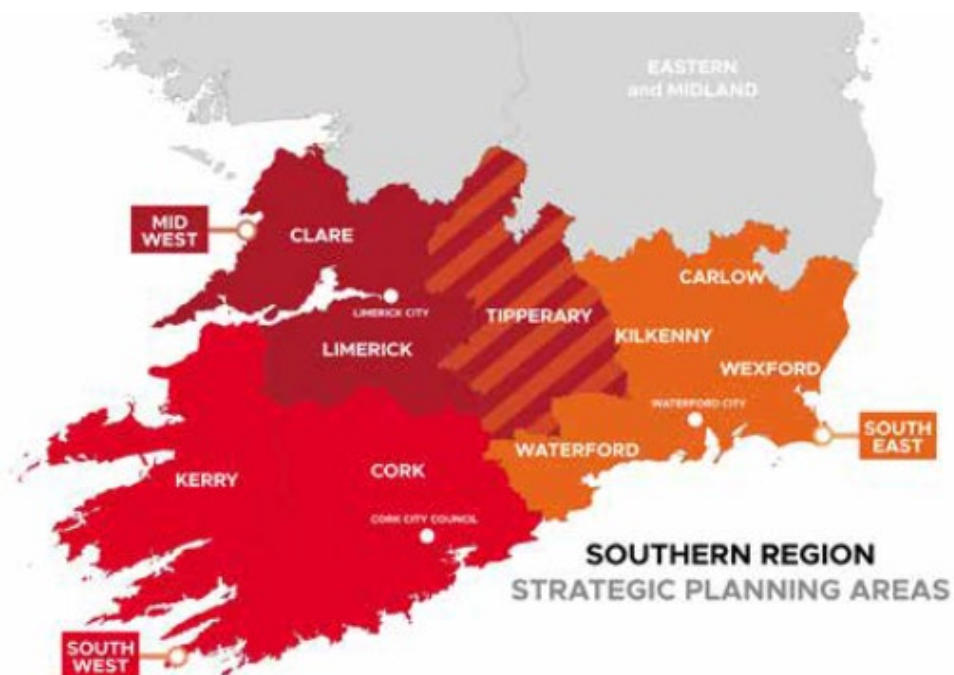 EASTERN
and MIDLAND
MID
WEST
CLARE
CARLOW
LIMERICK CITY
TIPPERARY
KILKENNY
LIMERICK
WEXFORD
WATERFORD CITY
SOUTH
EAST
WATERFORD
KERRY
CORK
CORK CITY COUNCIL
SOUTHERN REGION
STRATEGIC PLANNING AREAS
SOUTH
WEST